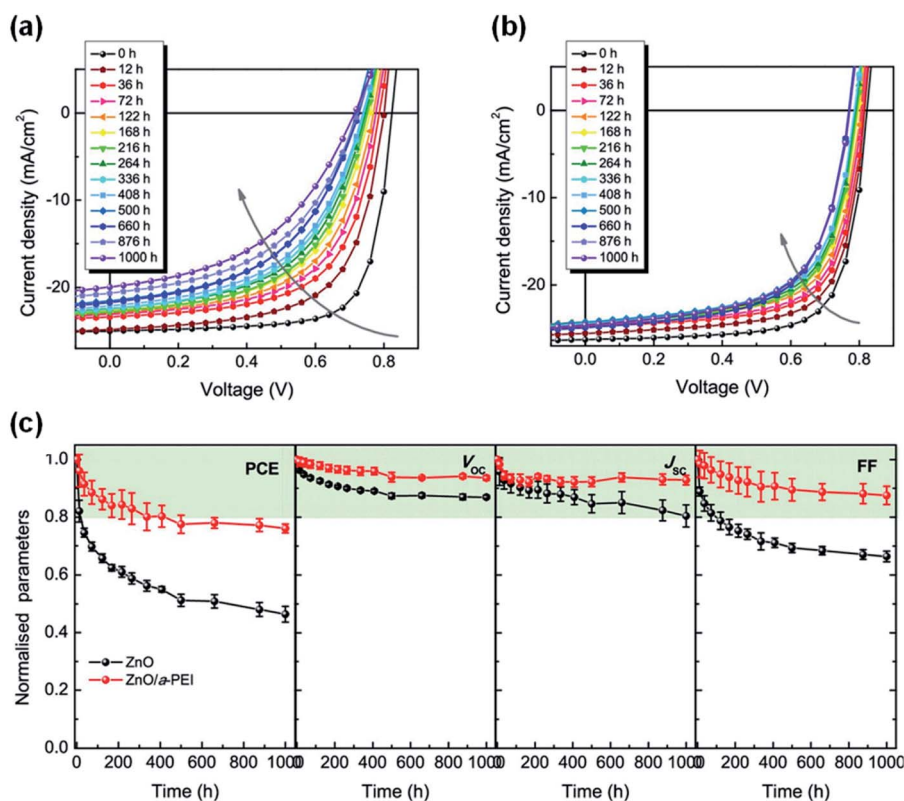 (a)
0 h
12 h
36 h
72 h
122 h
168 h
216 h
264 h
336 h
408 h
500 h
660 h
876 h
1000 h
0
-10
-20
Current density (mA/cm²)
0.0 0.2 0.4 0.6 0.8
Voltage (V)
(b)
0 h
12 h
36 h
72 h
122 h
168 h
216 h
264 h
336 h
408 h
500 h
660 h
876 h
1000 h
0
-10
-20
Current density (mA/cm²)
0.0 0.2 0.4 0.6 0.8
Voltage (V)
(c)
PCE
VOC
JSC
FF
1.0
0.8
0.6
0.4
0.2
0.0
Normalised parameters
ZnO
ZnO/a-PEI
0 200 400 600 800 1000 0 200 400 600 800 1000 0 200 400 600 800 1000 0 200 400 600 800 1000
Time (h) Time (h) Time (h) Time (h)